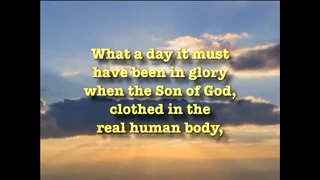 What a day it must
have been in glory
when the Son of God,
clothed in the
real human body,